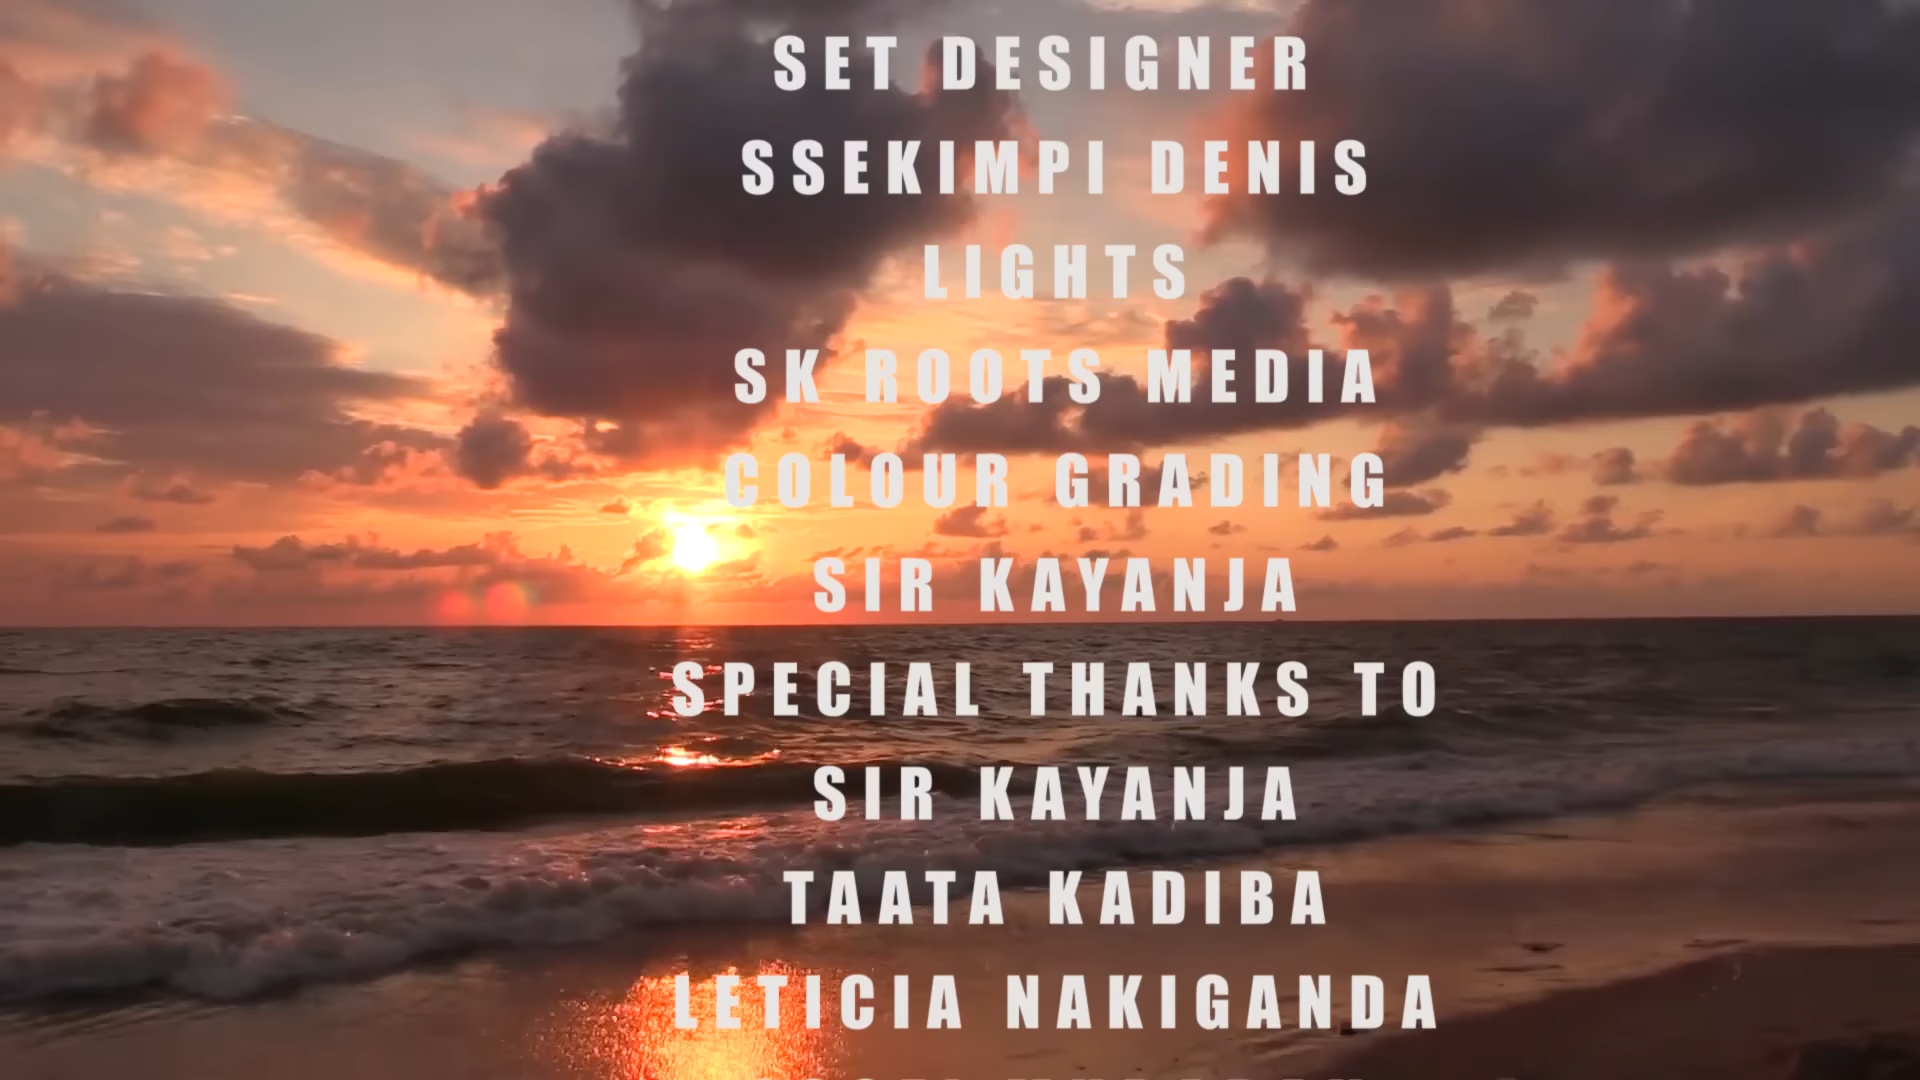 SET DESIGNER
SSEKIMPI DENIS
LIGHTS
SK ROOTS MEDIA
COLOUR GRADING
SIR KAYANJA
SPECIAL THANKS TO
SIR KAYANJA
TAATA KADIBA
LETICIA NAKIGANDA